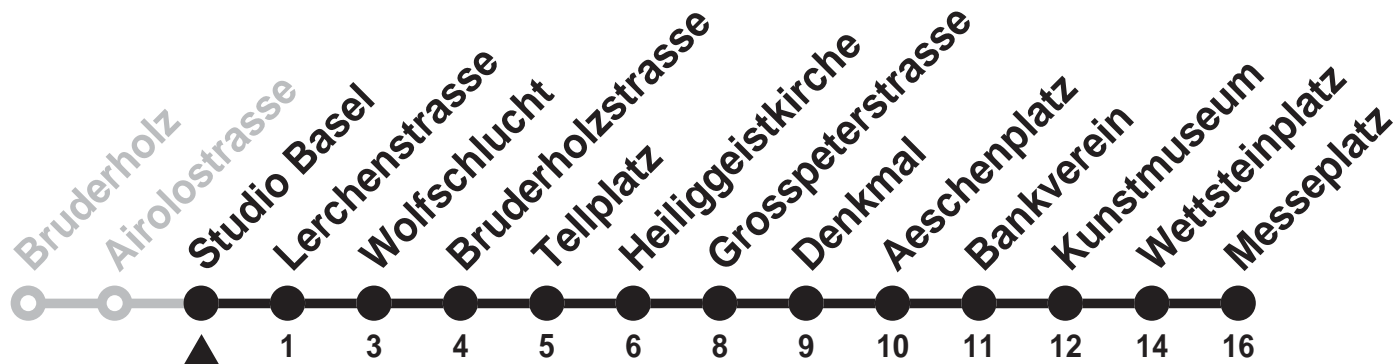 Bruderholz
Airolostrasse
Studio Basel
Lerchenstrasse
Wolfschlucht
Bruderholzstrasse
Tellplatz
Heiliggeistkirche
Grosspeterstrasse
Denkmal
Aeschenplatz
Bankverein
Kunstmuseum
Wettsteinplatz
Messeplatz
1 3 4 5 6 8 9 10 11 12 14 16